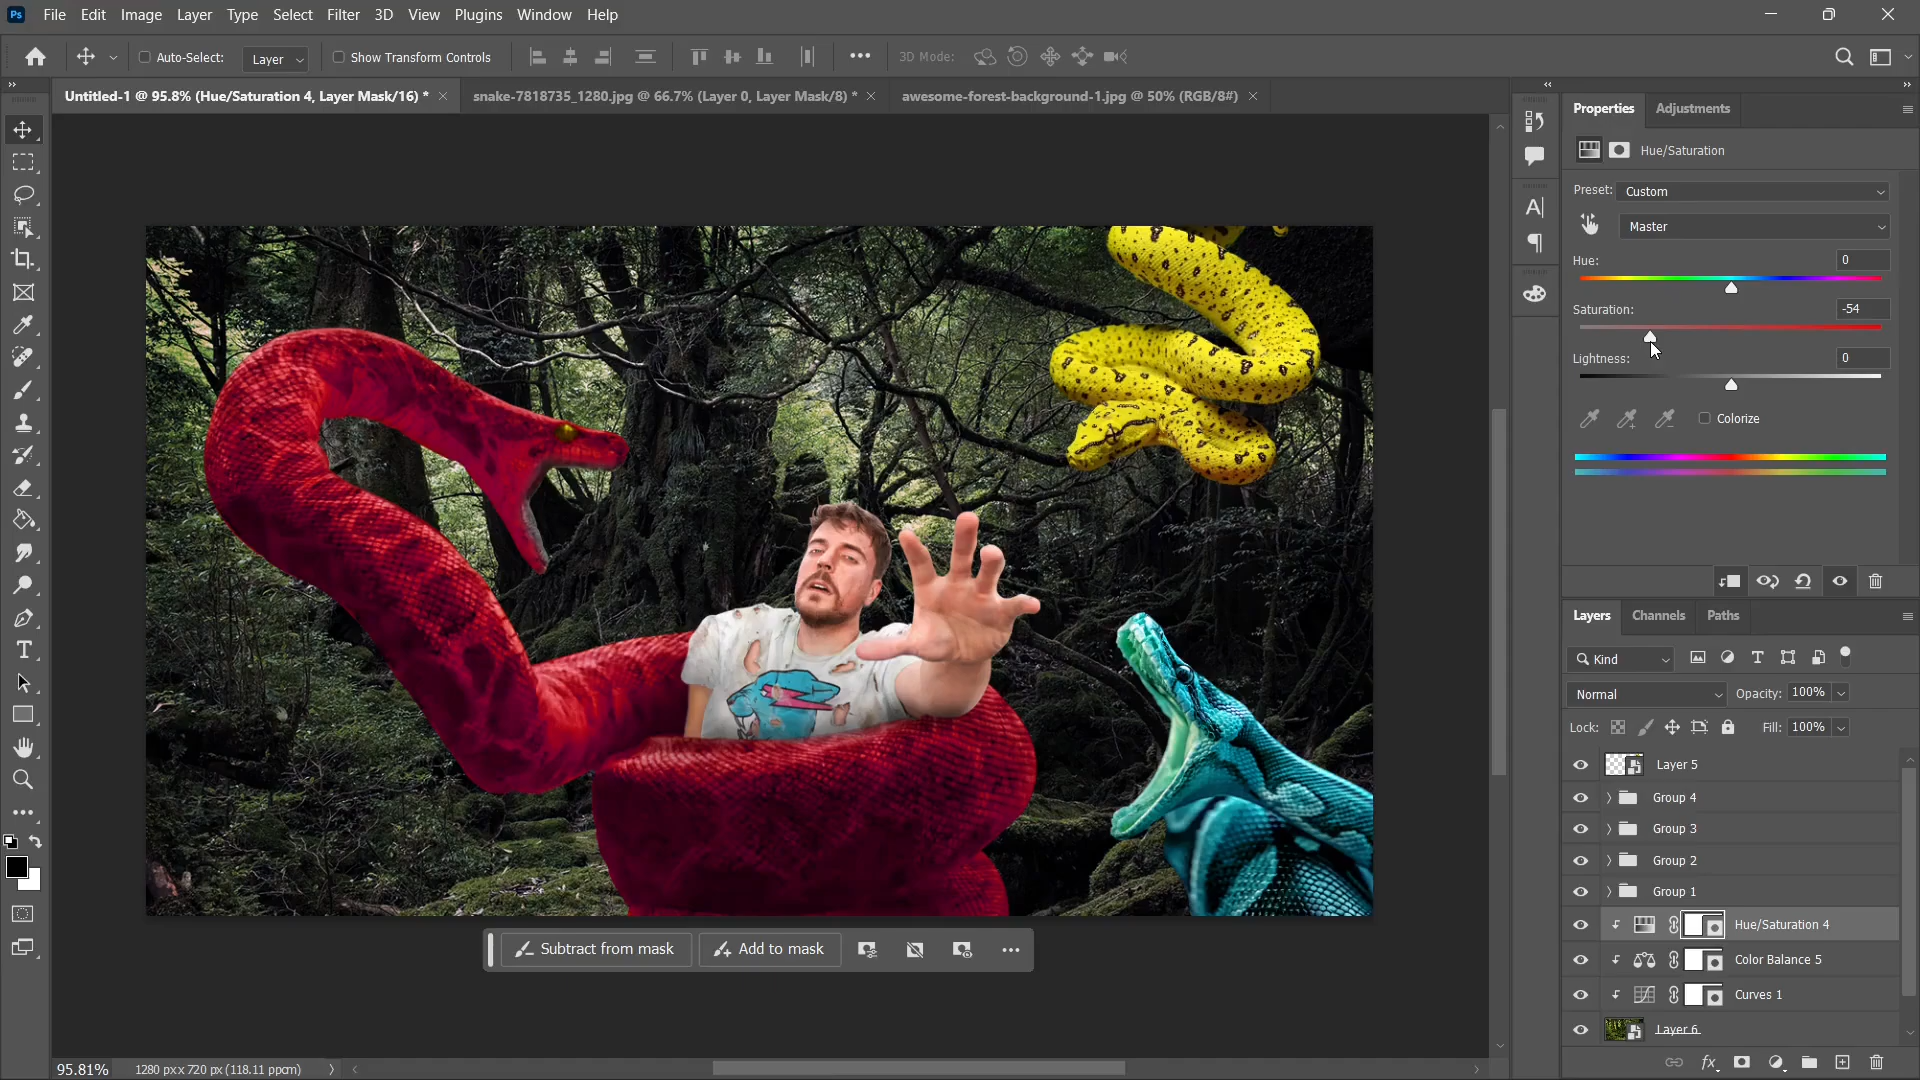 Ps File Edit Image Layer Type Select Filter 3D View Plugins Window Help
Auto-Select: Layer Show Transform Controls 3D Mode:
Untitled-1 @ 95.8% (Hue/Saturation 4, Layer Mask/16) * snake-7818735_1280.jpg @ 66.7% (Layer 0, Layer Mask/8) * awesome-forest-background-1.jpg @ 50% (RGB/8#)
Properties Adjustments
Hue/Saturation
Preset: Custom
Master
Hue: 0
Saturation: -54
Lightness: 0
Colorize
Layers Channels Paths
Kind
Normal Opacity: 100%
Lock: Fill: 100%
Layer 5
Group 4
Group 3
Group 2
Group 1
Hue/Saturation 4
Color Balance 5
Curves 1
Layer 6
Subtract from mask Add to mask
95.81% 1280 px x 720 px (118.11 ppcm)